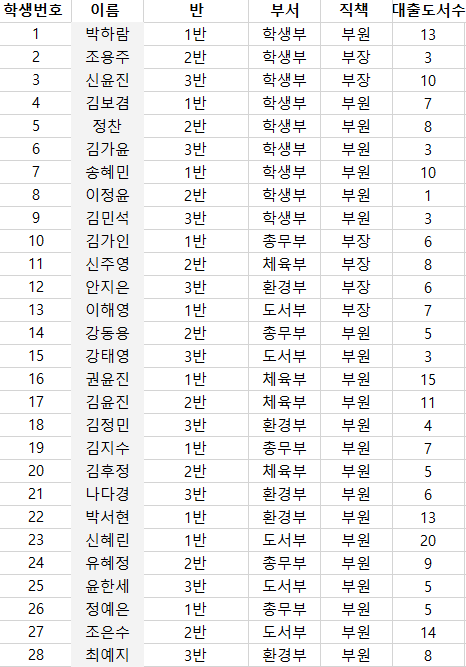 학생번호 이름 반 부서 직책 대출도서수
1 박하람 1반 학생부 부원 13
2 조용주 2반 학생부 부장 3
3 신윤진 3반 학생부 부장 10
4 김보겸 1반 학생부 부원 7
5 정찬 2반 학생부 부원 8
6 김가윤 3반 학생부 부원 3
7 송혜민 1반 학생부 부원 10
8 이정윤 2반 학생부 부원 1
9 김민석 3반 학생부 부원 3
10 김가인 1반 총무부 부장 6
11 신주영 2반 체육부 부장 8
12 안지은 3반 환경부 부장 6
13 이해영 1반 도서부 부장 7
14 강동용 2반 총무부 부원 5
15 강태영 3반 도서부 부원 3
16 권윤진 1반 체육부 부원 15
17 김윤진 2반 체육부 부원 11
18 김정민 3반 환경부 부원 4
19 김지수 1반 총무부 부원 7
20 김후정 2반 체육부 부원 5
21 나다경 3반 환경부 부원 6
22 박서현 1반 환경부 부원 13
23 신혜린 1반 도서부 부원 20
24 유혜정 2반 총무부 부원 9
25 윤한세 3반 도서부 부원 5
26 정예은 1반 총무부 부원 5
27 조은수 2반 도서부 부원 14
28 최예지 3반 환경부 부원 8